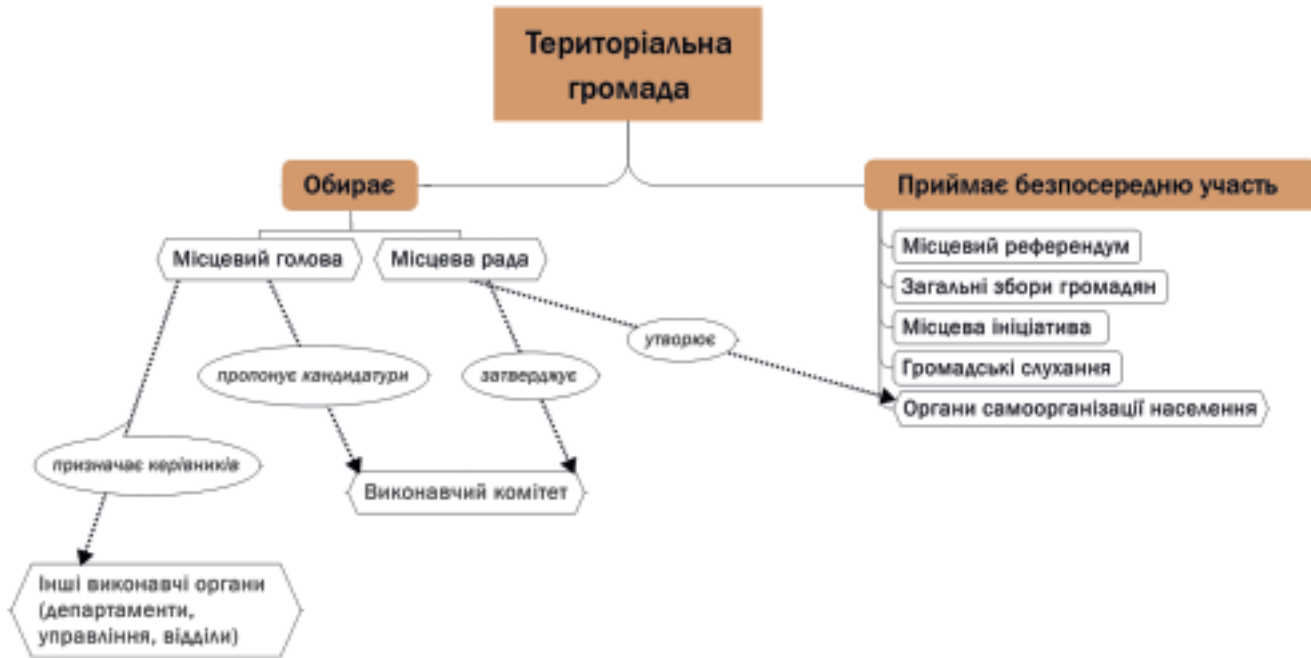 Територіальна
громада
Обирає
Приймає безпосередню участь
Місцевий голова
Місцева рада
Місцевий референдум
Загальні збори громадян
Місцева ініціатива
Громадські слухання
Органи самоорганізації населення
утворює
пропонує кандидатури
затверджує
призначає керівників
Виконавчий комітет
Інші виконавчі органи
(департаменти,
управління, відділи)